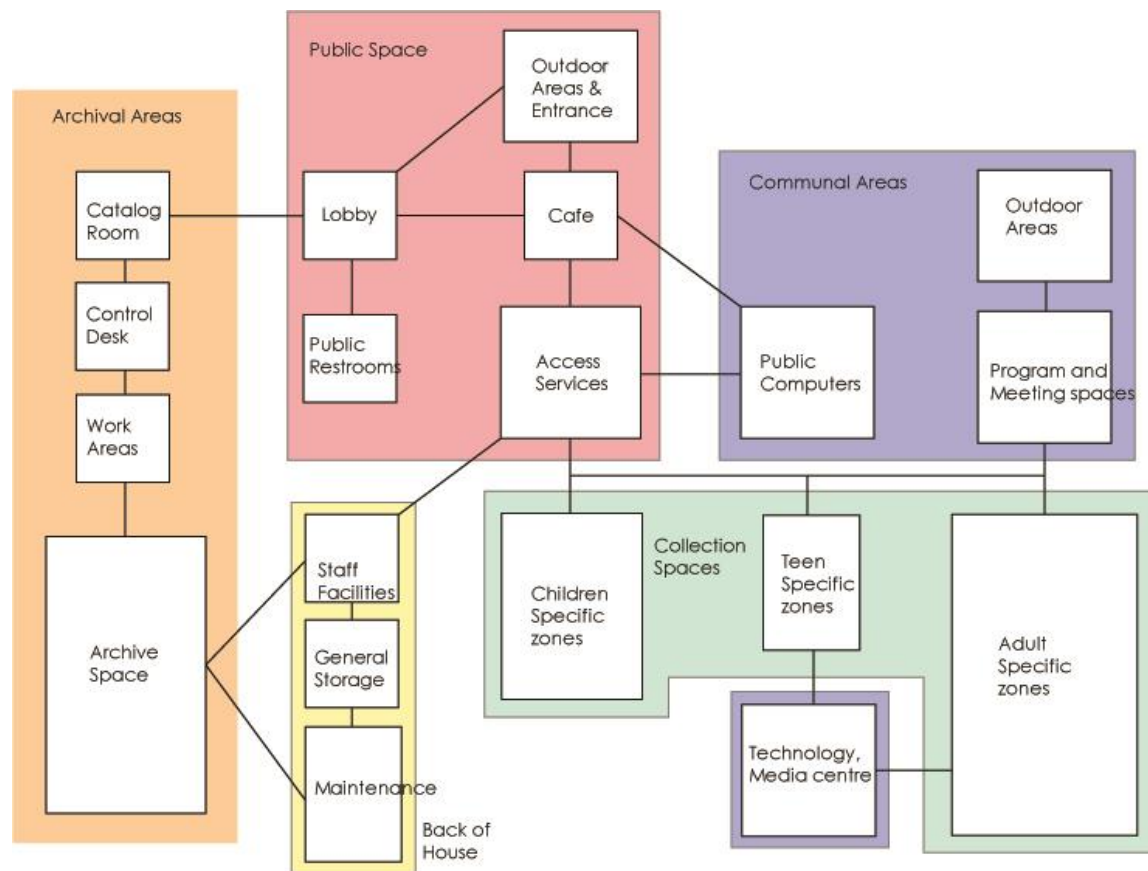 Public Space
Outdoor
Areas &
Entrance
Archival Areas
Communal Areas
Catalog
Room
Lobby
Cafe
Outdoor
Areas
Control
Desk
Public
Restrooms
Access
Services
Public
Computers
Program and
Meeting spaces
Work
Areas
Collection
Spaces
Staff
Facilities
Children
Specific
zones
Teen
Specific
zones
Archive
Space
General
Storage
Adult
Specific
zones
Maintenance
Technology,
Media centre
Back of
House